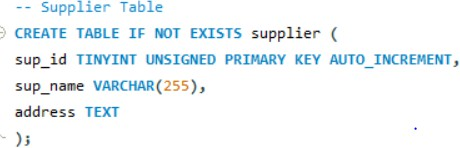 -- Supplier Table
CREATE TABLE IF NOT EXISTS supplier (
sup_id TINYINT UNSIGNED PRIMARY KEY AUTO_INCREMENT,
sup_name VARCHAR(255),
address TEXT
);